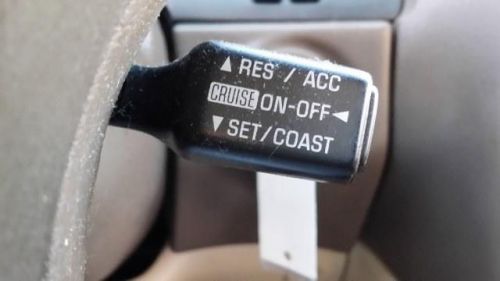 ▲ RES / ACC
CRUISE ON-OFF ◄
▼ SET/COAST